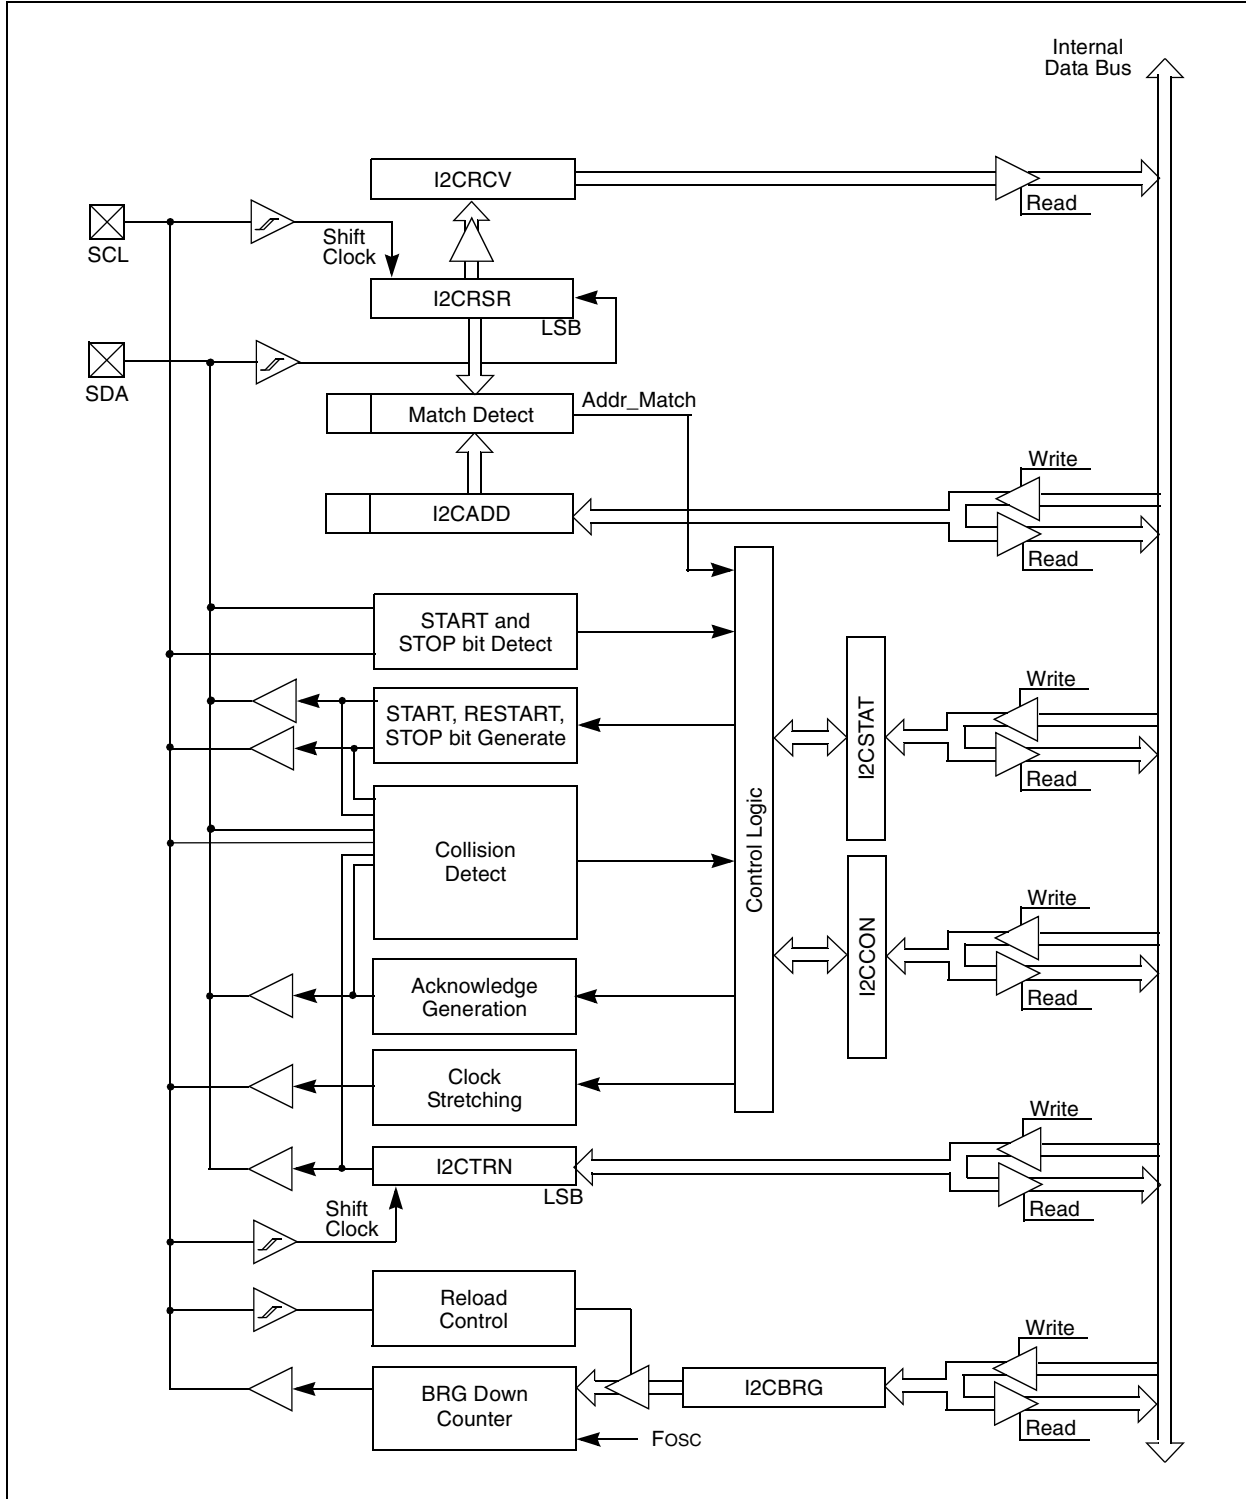 Internal
Data Bus
I2CRCV
Read
SCL
Shift
Clock
I2CRSR
LSB
SDA
Addr_Match
Match Detect
Write
I2CADD
Read
START and
STOP bit Detect
Write
START, RESTART,
STOP bit Generate
I2CSTAT
Read
Control Logic
Collision
Detect
Write
I2CCON
Acknowledge
Generation
Read
Clock
Stretching
Write
I2CTRN
LSB
Shift
Clock
Read
Reload
Control
Write
BRG Down
Counter
I2CBRG
Read
FOSC